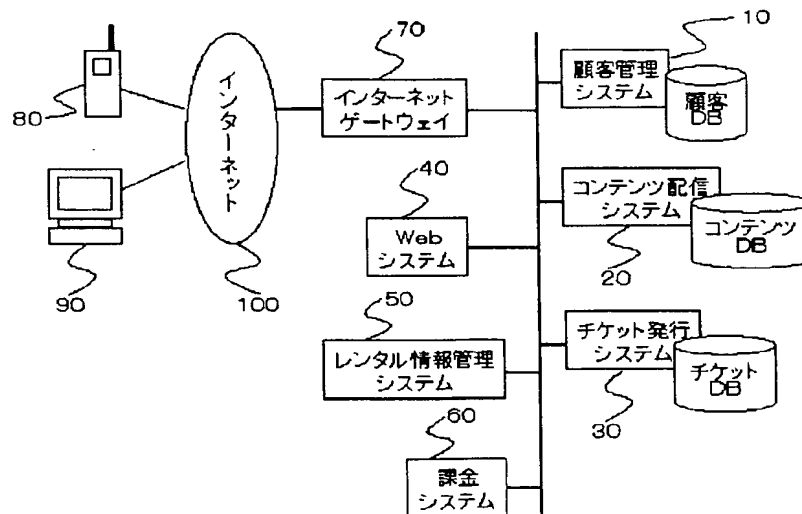 70
10
80
インターネット
インターネット
ゲートウェイ
顧客管理
システム
顧客
DB
40
コンテンツ配信
システム
コンテンツ
DB
Web
システム
20
90
100
50
レンタル情報管理
システム
チケット発行
システム
チケット
DB
30
60
課金
システム